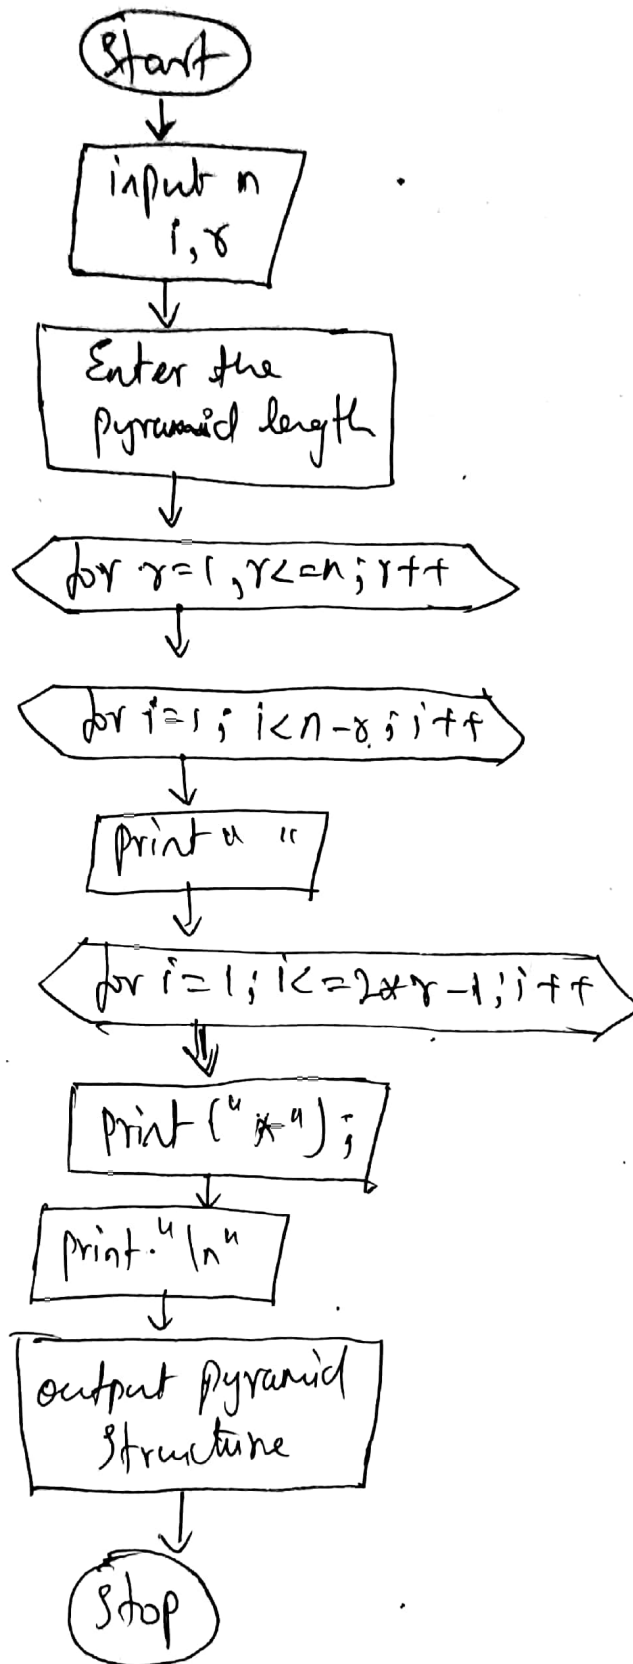 Start
input n
i, r
Enter the
pyramid length
for r=1, r<=n; r++
for i=1; i<n-r; i++
print " "
for i=1; i<=2*r-1; i++
print ("*");
print "\n"
output pyramid
structure
Stop